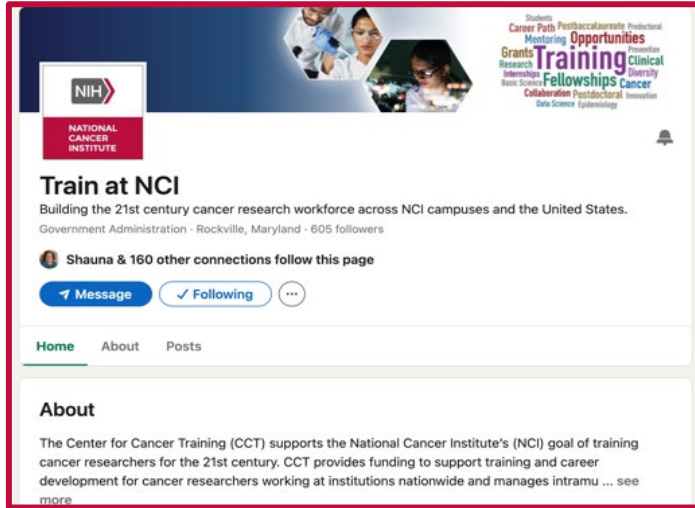 Students
Career Path Postbaccalaureate Predoctoral
Mentoring Opportunities
Grants Training Prevention
Research Clinical
Internships Fellowships Diversity
Basic Science Cancer
Collaboration Postdoctoral Innovation
Data Science Epidemiology
NIH
NATIONAL
CANCER
INSTITUTE
Train at NCI
Building the 21st century cancer research workforce across NCI campuses and the United States.
Government Administration · Rockville, Maryland · 605 followers
Shauna & 160 other connections follow this page
Message Following ...
Home About Posts
About
The Center for Cancer Training (CCT) supports the National Cancer Institute's (NCI) goal of training
cancer researchers for the 21st century. CCT provides funding to support training and career
development for cancer researchers working at institutions nationwide and manages intramu ... see
more